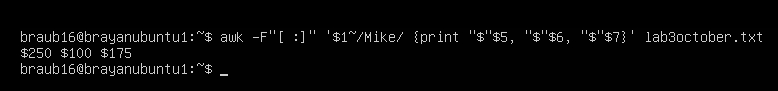 braub16@brayanubuntu1:~$ awk -F"[ :]" '$1~/Mike/ {print "$"$5, "$"$6, "$"$7}' lab3october.txt
$250 $100 $175
braub16@brayanubuntu1:~$ _